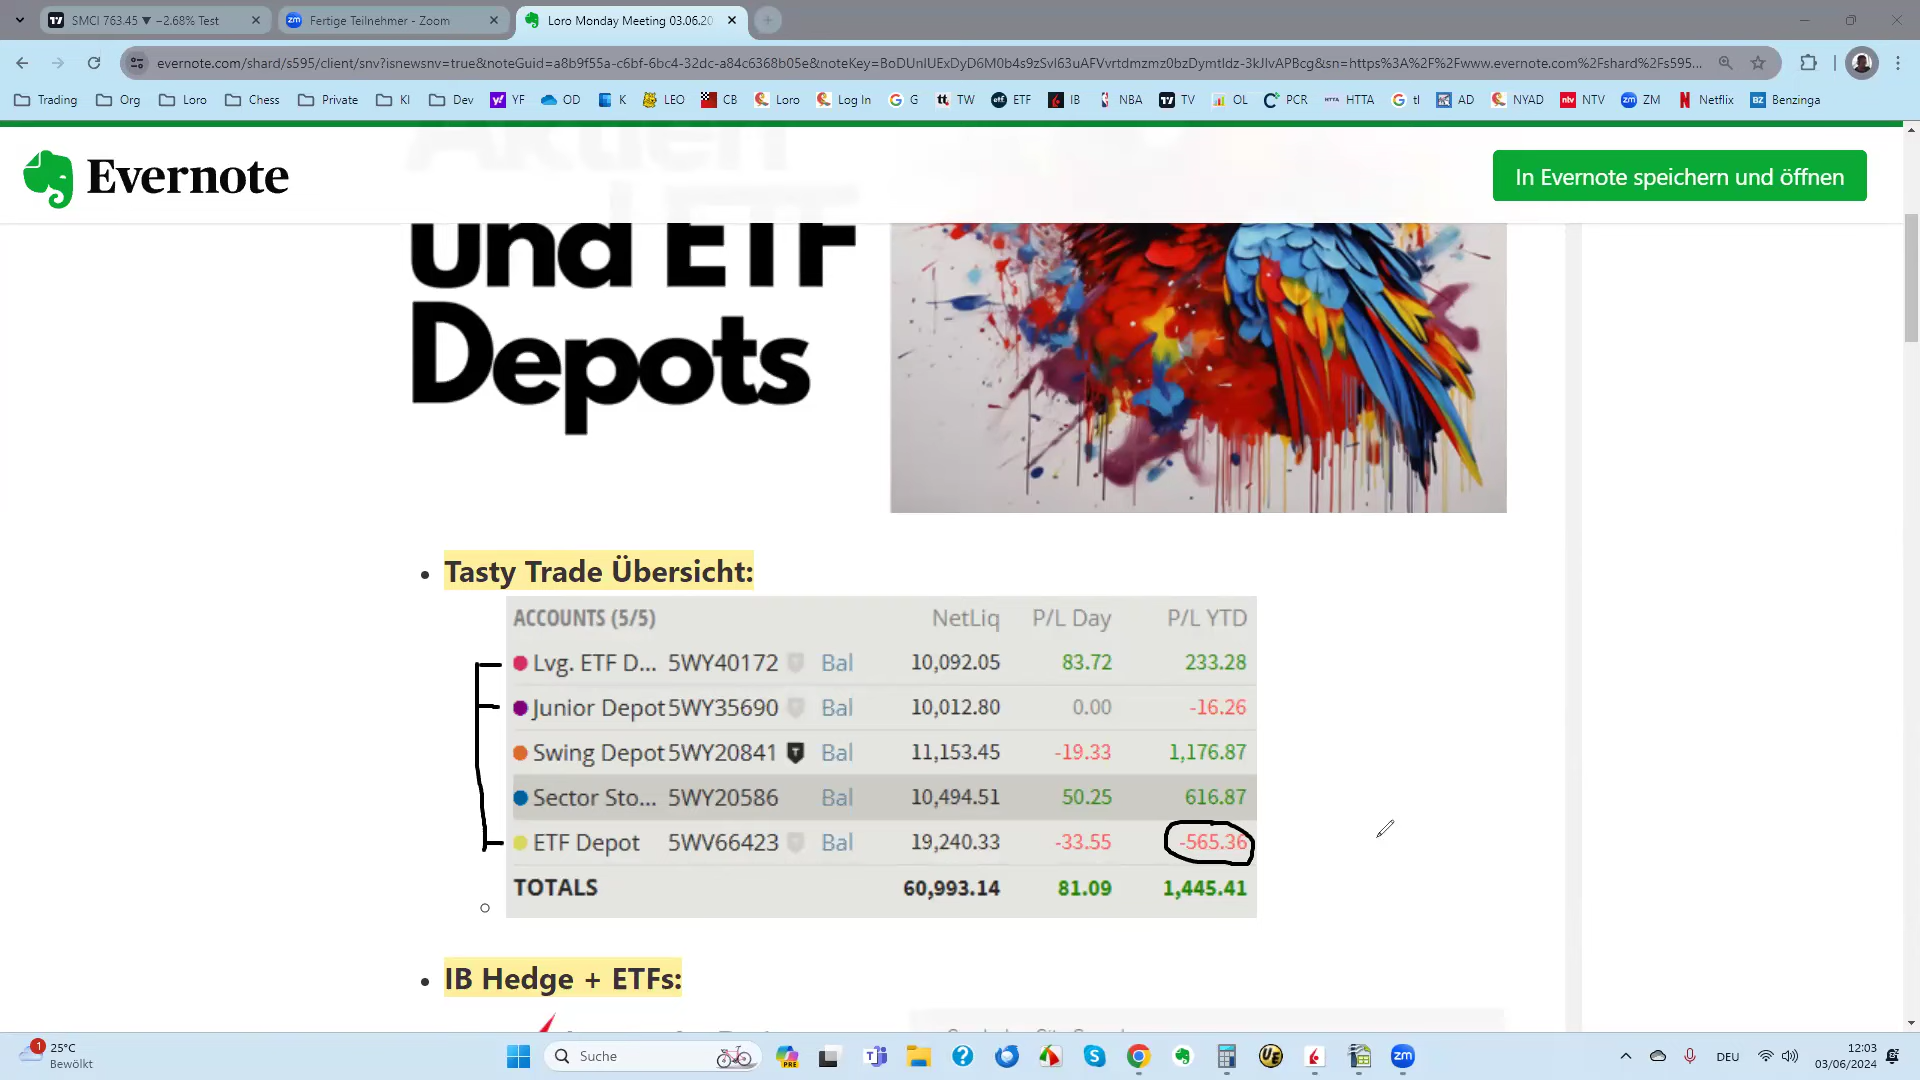 SMCI 763.45 ▼ −2.68% Test
Fertige Teilnehmer - Zoom
Loro Monday Meeting 03.06.20
evernote.com/shard/s595/client/snv?isnewsnv=true&noteGuid=a8b9f55a-c6bf-6bc4-32dc-a84c6368b05e&noteKey=BoDUnIUExDyD6M0b4s9zSvI63uAFVvrtdmzmz0bzDymtldz-3kJlvAPBcg&sn=https%3A%2F%2Fwww.evernote.com%2Fshard%2Fs595...
Trading Org Loro Chess Private KI Dev YF OD K LEO CB Loro Log In G TW ETF IB NBA TV OL PCR HTTA tl AD NYAD NTV ZM Netflix Benzinga
Aktien
Evernote
In Evernote speichern und öffnen
und ETF
Depots
Tasty Trade Übersicht:
ACCOUNTS (5/5) NetLiq P/L Day P/L YTD
Lvg. ETF D... 5WY40172 Bal 10,092.05 83.72 233.28
Junior Depot 5WY35690 Bal 10,012.80 0.00 -16.26
Swing Depot 5WY20841 Bal 11,153.45 -19.33 1,176.87
Sector Sto... 5WY20586 Bal 10,494.51 50.25 616.87
ETF Depot 5WV66423 Bal 19,240.33 -33.55 -565.36
TOTALS 60,993.14 81.09 1,445.41
IB Hedge + ETFs:
25°C
Bewölkt
Suche
DEU
12:03
03/06/2024